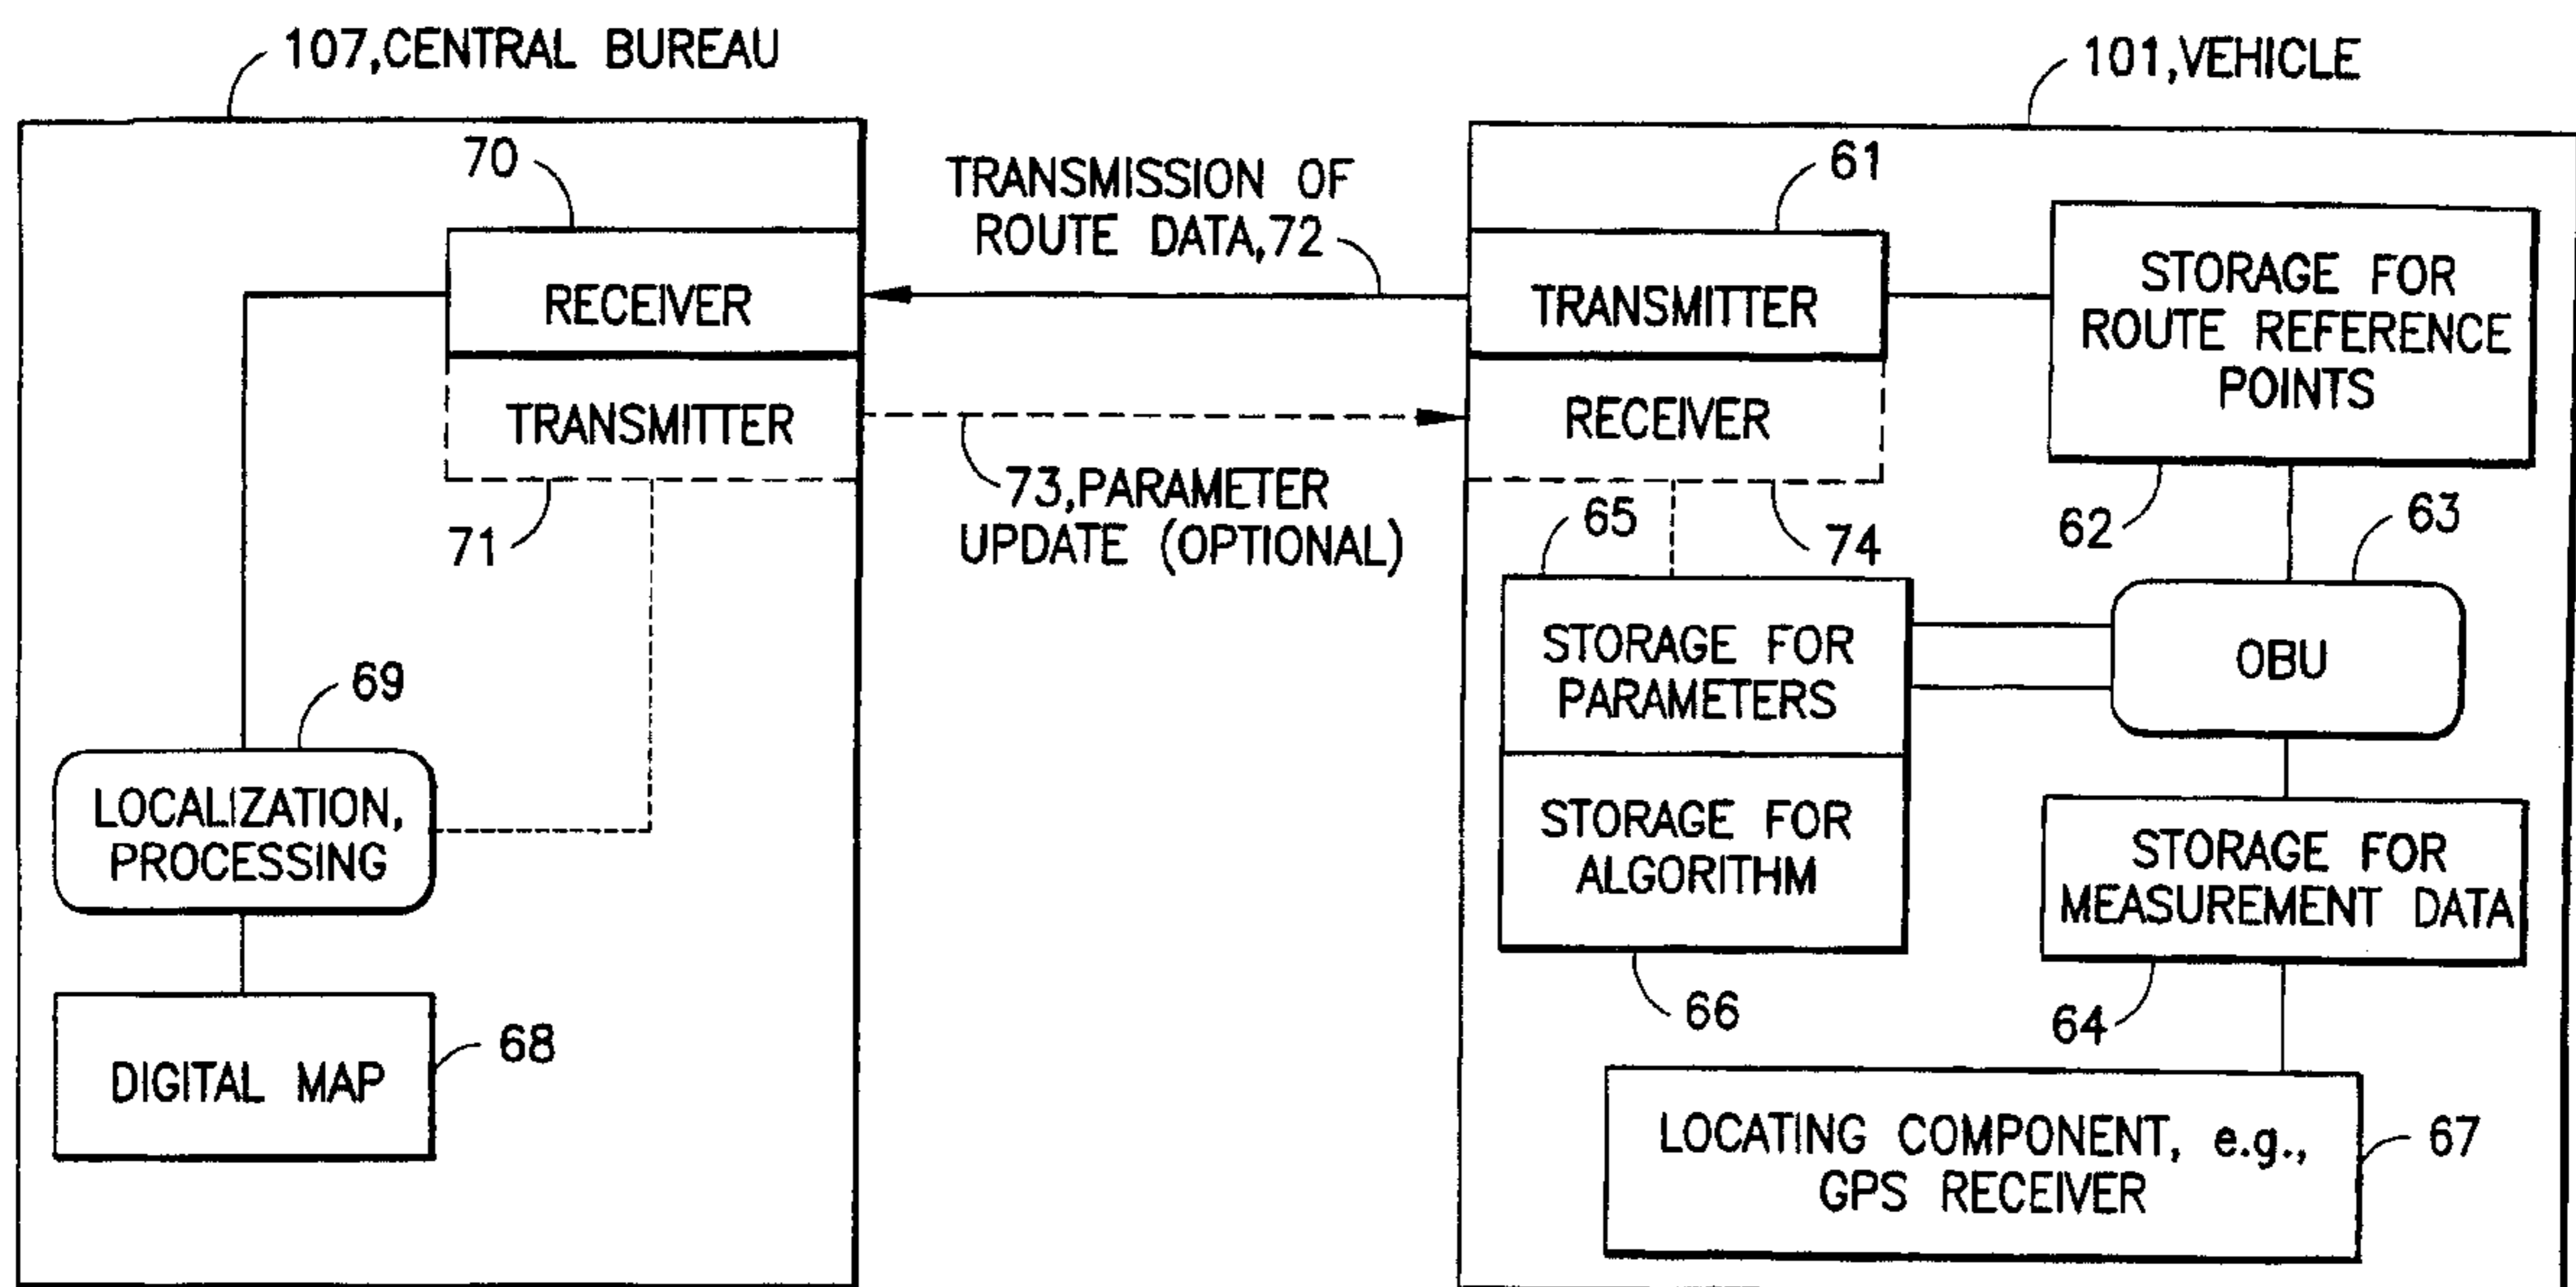 107,CENTRAL BUREAU
70
RECEIVER
TRANSMITTER
71
69
LOCALIZATION,
PROCESSING
DIGITAL MAP
68
TRANSMISSION OF
ROUTE DATA,72
73,PARAMETER
UPDATE (OPTIONAL)
101,VEHICLE
61
TRANSMITTER
RECEIVER
74
STORAGE FOR
ROUTE REFERENCE
POINTS
62
63
OBU
65
STORAGE FOR
PARAMETERS
STORAGE FOR
ALGORITHM
66
STORAGE FOR
MEASUREMENT DATA
64
LOCATING COMPONENT, e.g.,
GPS RECEIVER
67